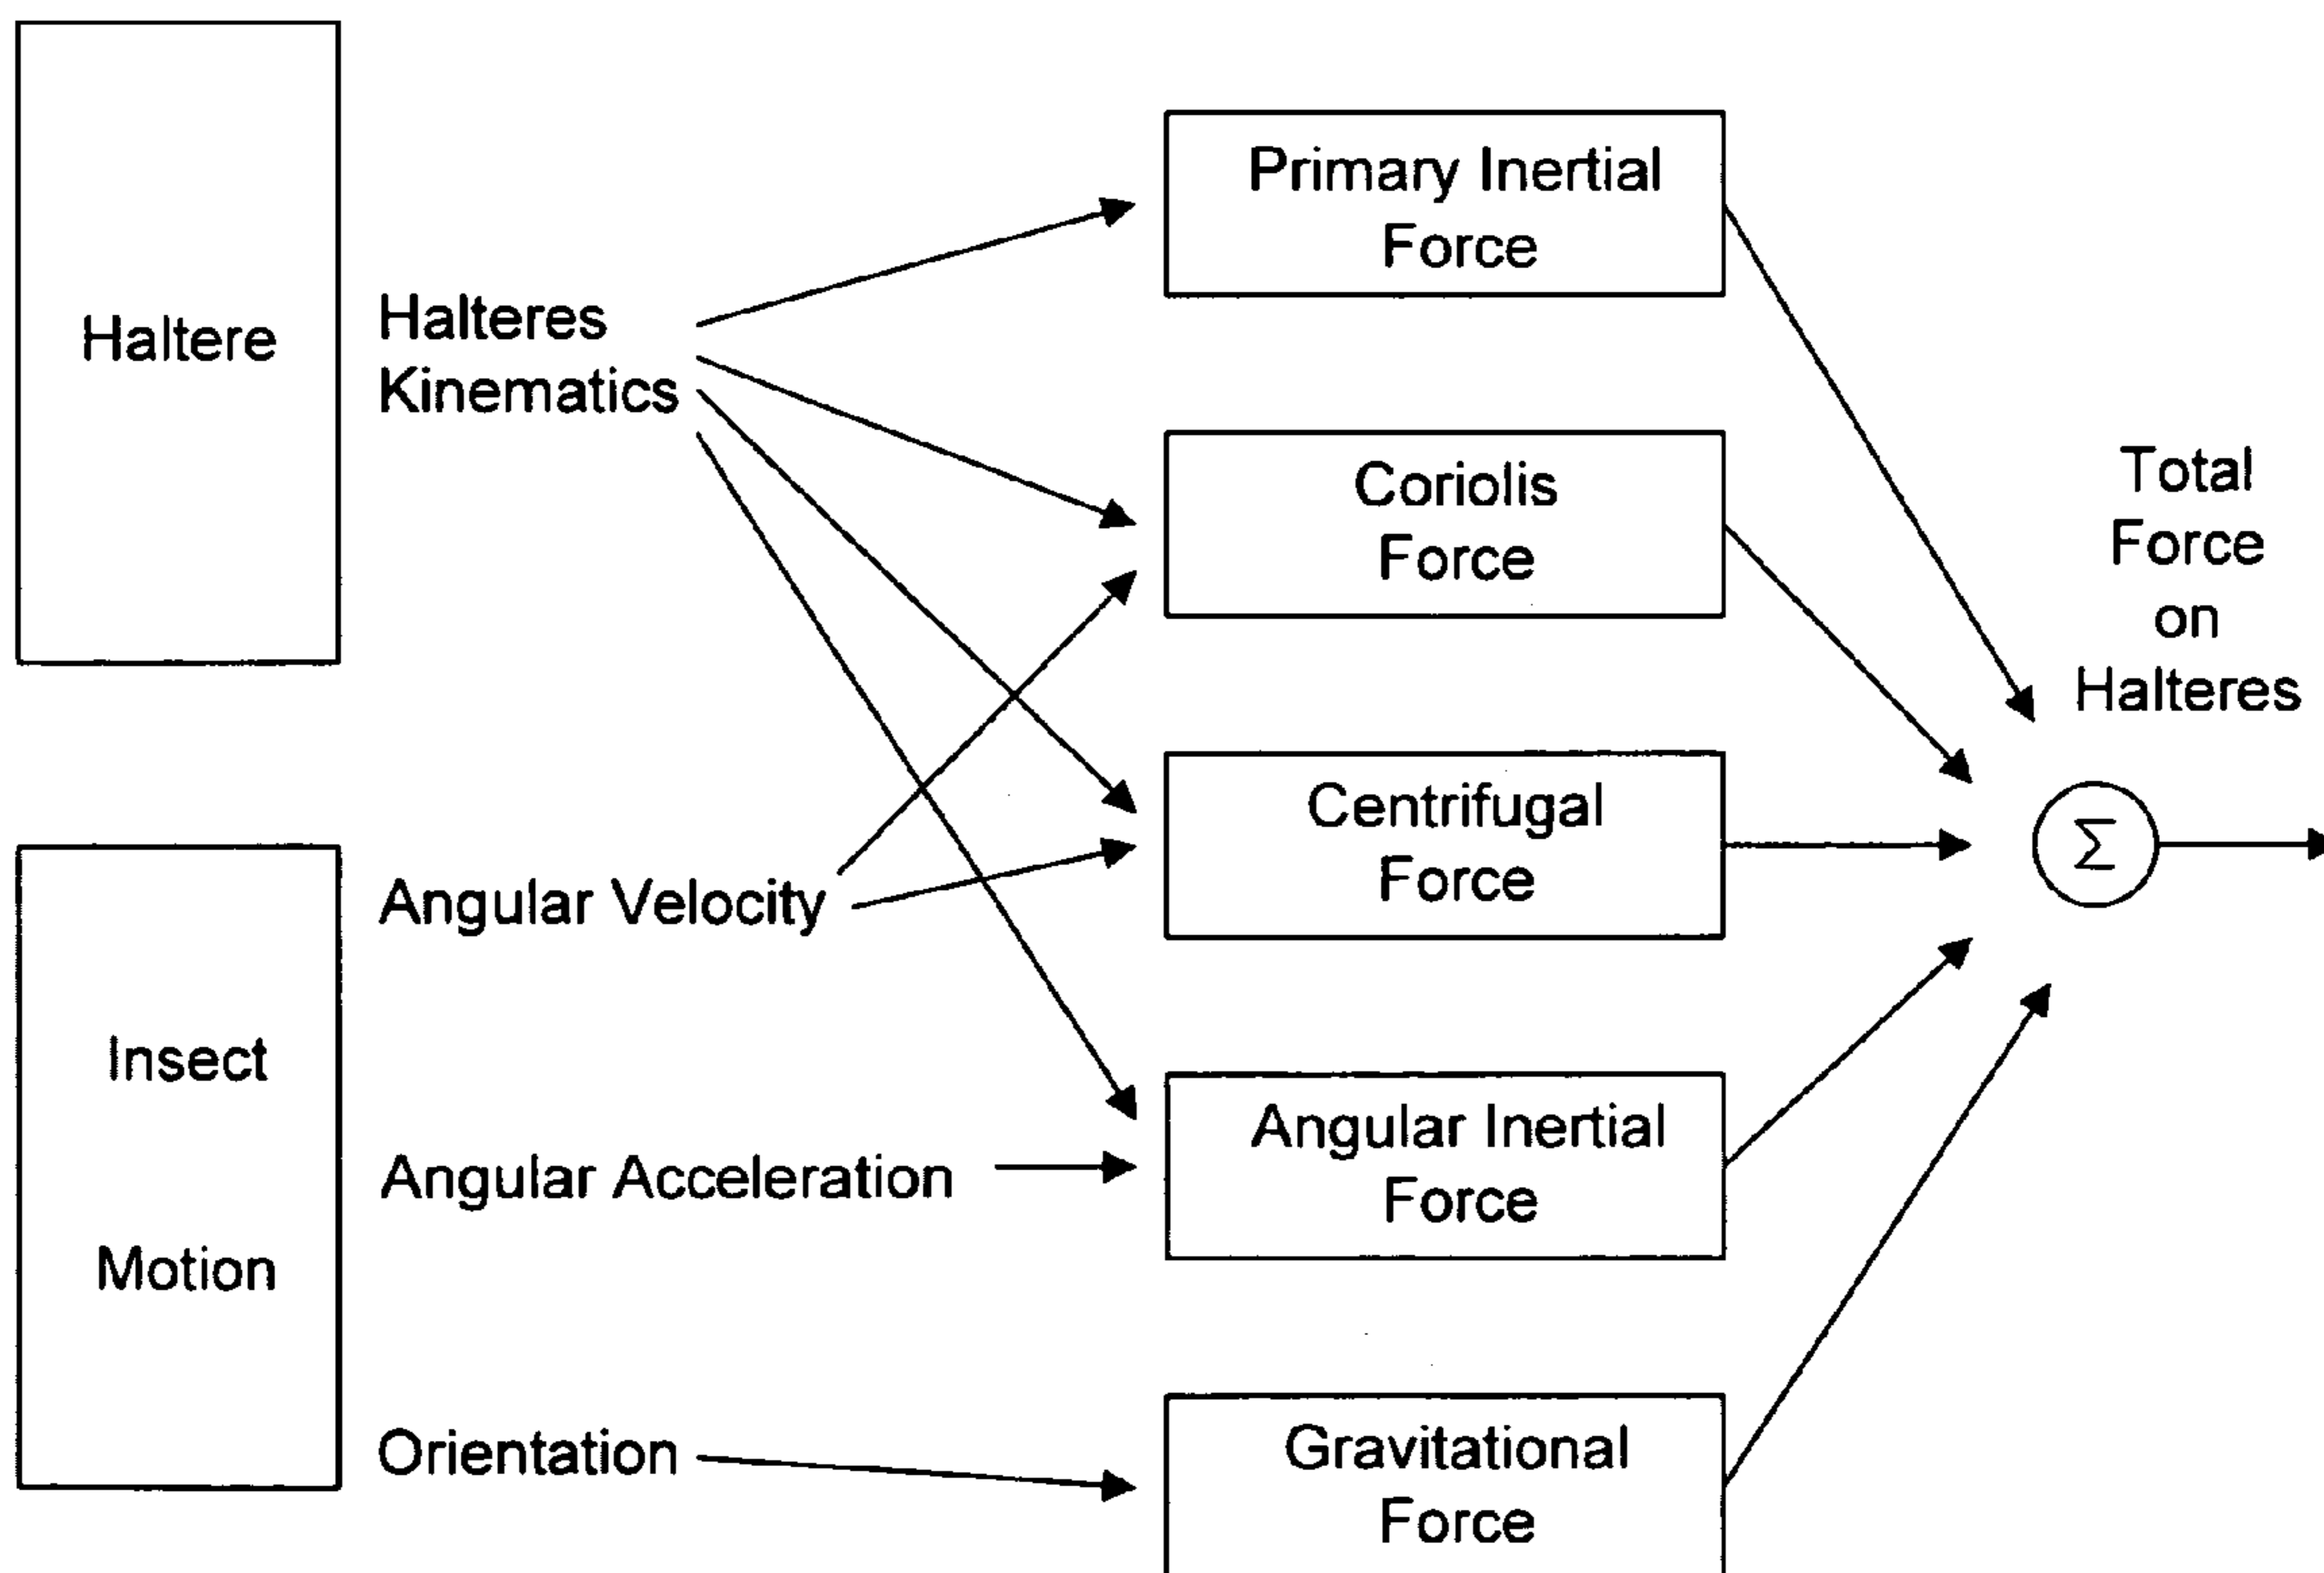 Haltere
Halteres
Kinematics
Primary Inertial
Force
Coriolis
Force
Total
Force
on
Halteres
Centrifugal
Force
Σ
Insect
Motion
Angular Velocity
Angular Acceleration
Angular Inertial
Force
Orientation
Gravitational
Force